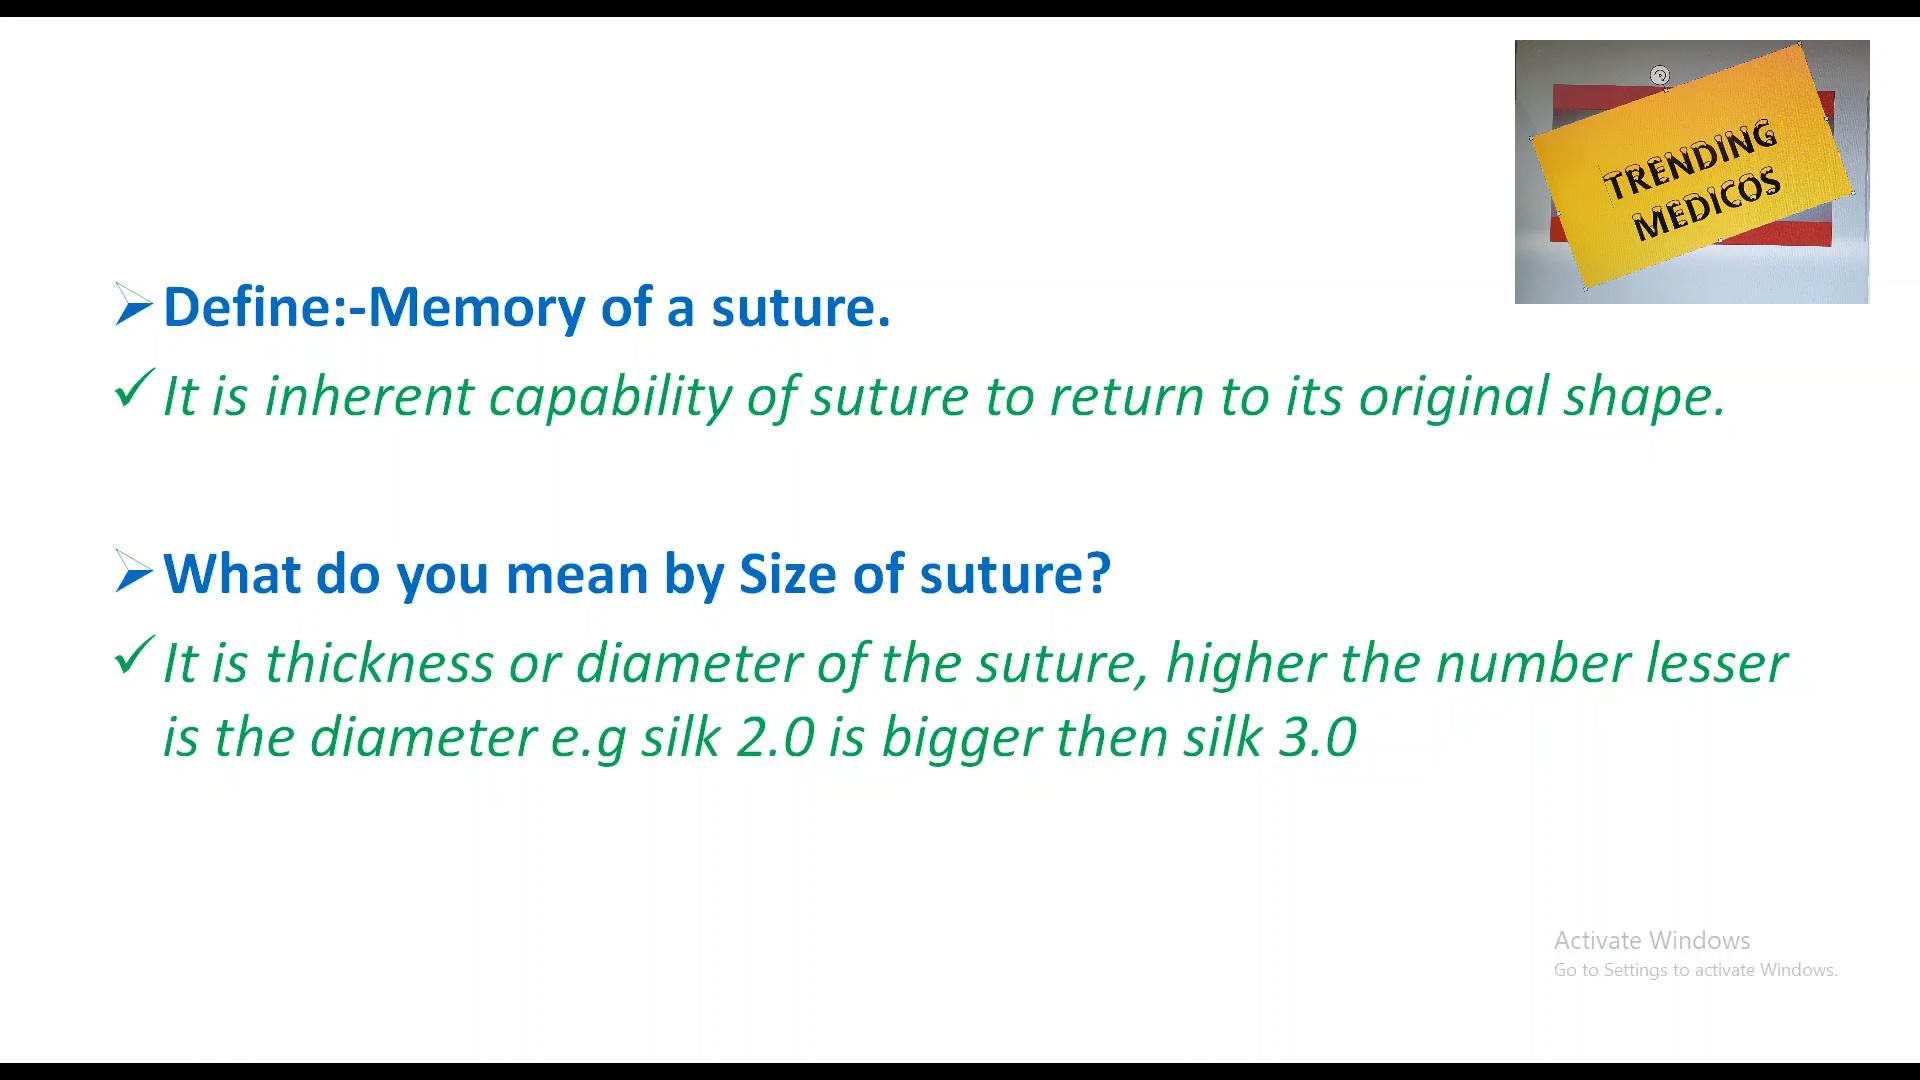 TRENDING
MEDICOS
Define:-Memory of a suture.
It is inherent capability of suture to return to its original shape.
What do you mean by Size of suture?
It is thickness or diameter of the suture, higher the number lesser
is the diameter e.g silk 2.0 is bigger then silk 3.0
Activate Windows
Go to Settings to activate Windows.